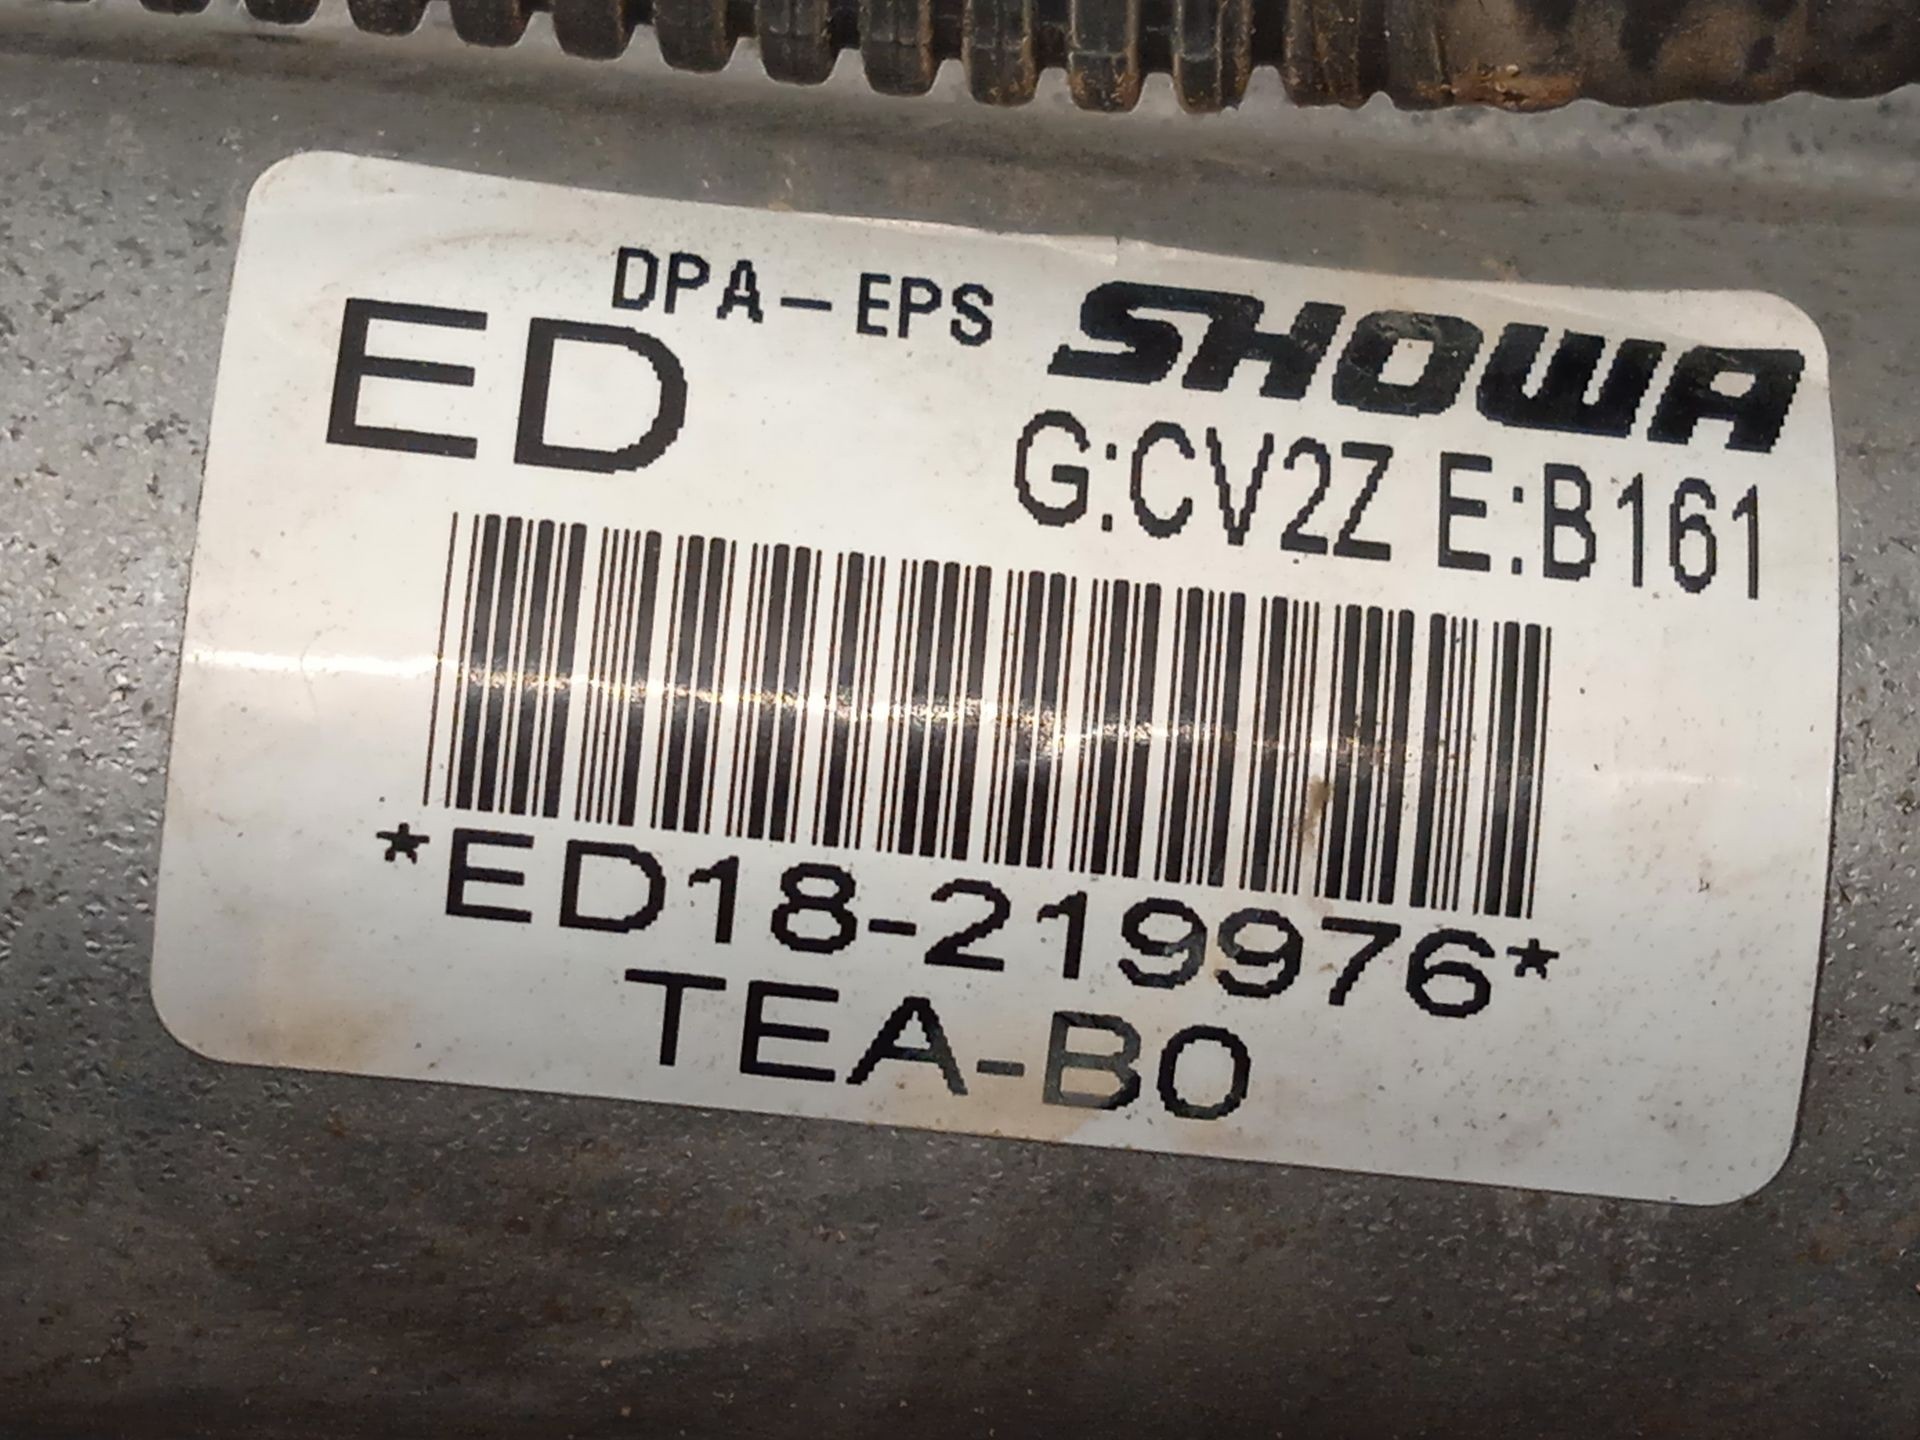 DPA-EPS SHOWA
ED
G:CV2Z E:B161
*ED18-219976*
TEA-B0